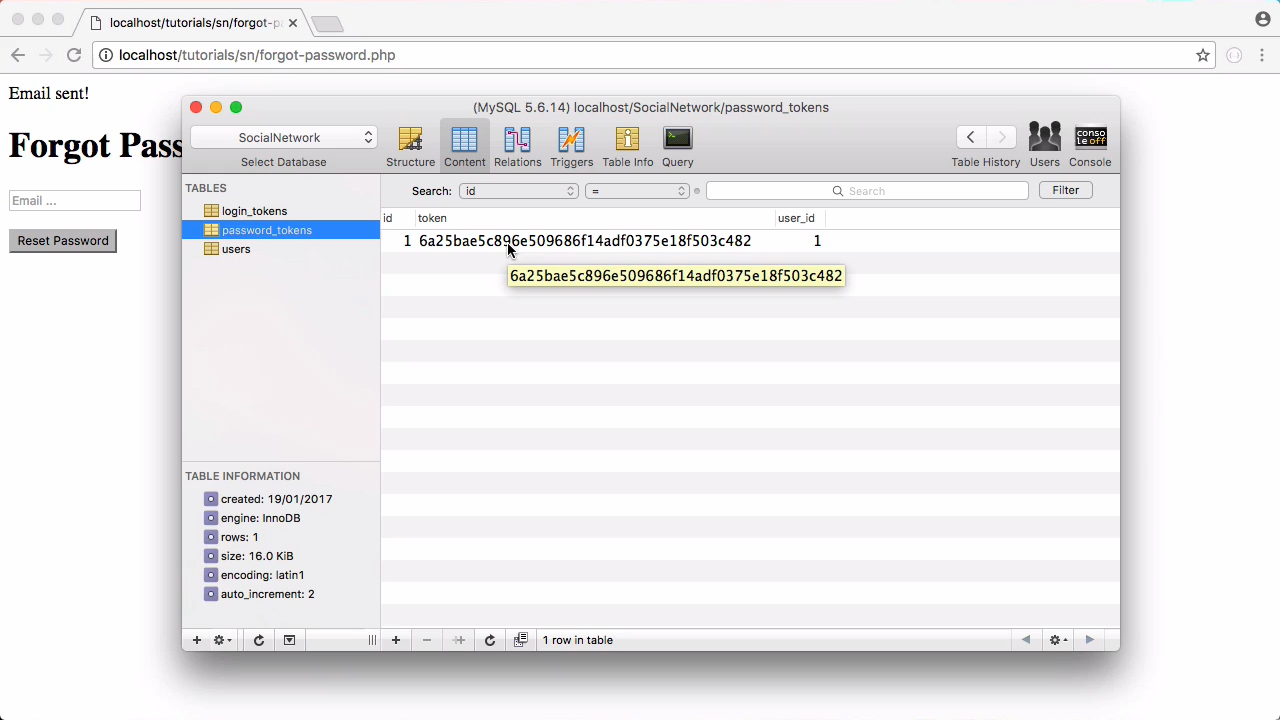 localhost/tutorials/sn/forgot-p
localhost/tutorials/sn/forgot-password.php
Email sent!
Forgot Pass
Email ...
Reset Password
(MySQL 5.6.14) localhost/SocialNetwork/password_tokens
SocialNetwork
Select Database
Structure
Content
Relations
Triggers
Table Info
Query
Table History
Users
conso
le off
Console
TABLES
login_tokens
password_tokens
users
Search:
id
=
Search
Filter
id token user_id
1 6a25bae5c896e509686f14adf0375e18f503c482 1
6a25bae5c896e509686f14adf0375e18f503c482
TABLE INFORMATION
created: 19/01/2017
engine: InnoDB
rows: 1
size: 16.0 KiB
encoding: latin1
auto_increment: 2
1 row in table